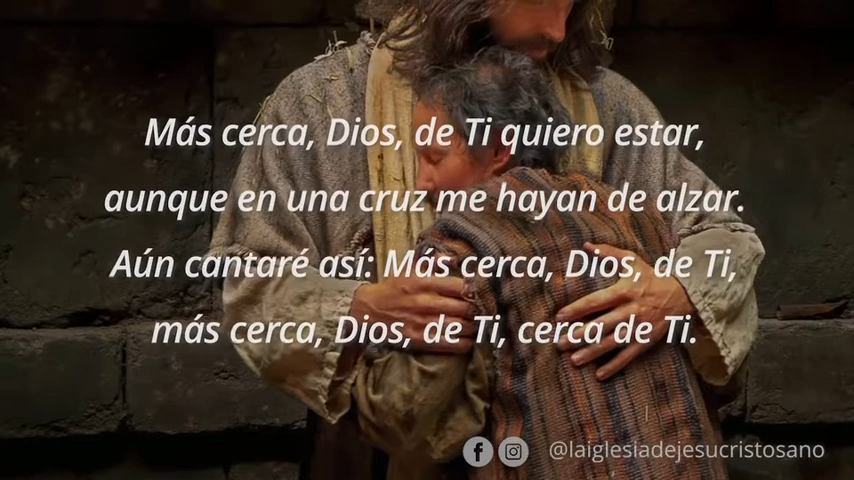 Más cerca, Dios, de Ti quiero estar,
aunque en una cruz me hayan de alzar.
Aún cantaré así: Más cerca, Dios, de Ti,
más cerca, Dios, de Ti, cerca de Ti.
@laiglesiadejesucristosano